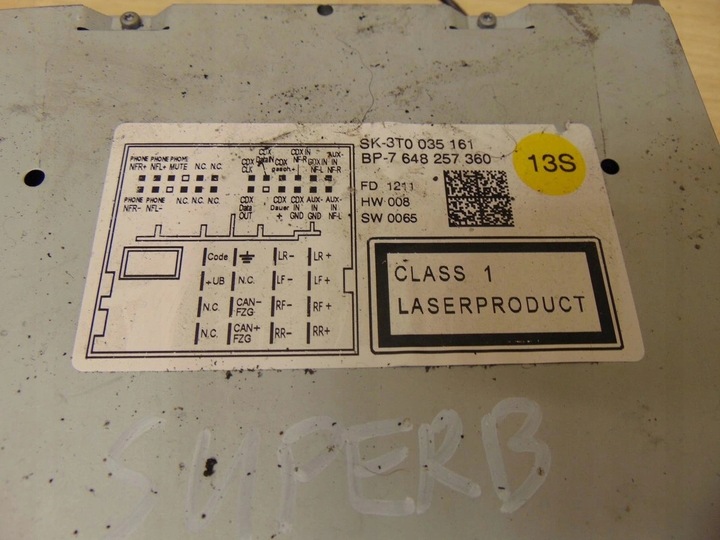 SK-3T0 035 161
BP-7 648 257 360
13S
FD 1211
HW 008
SW 0065
PHONE PHONE PHONE
NFR+ NFL+ MUTE N.C. N.C.
PHONE PHONE N.C. N.C. N.C.
NFR- NFL-
CDX CDX IN AUX-
CDX Data IN CDX NF-R CDX IN IN
CLK gesch.+ NF-L NF-R
CDX CDX CDX AUX- AUX-
Data Dauer IN IN IN
OUT + GND GND NF-L
Code LR- LR+
+UB N.C. LF- LF+
N.C. CAN- FZG RF- RF+
N.C. CAN+ FZG RR- RR+
CLASS 1
LASERPRODUCT
SUPERB